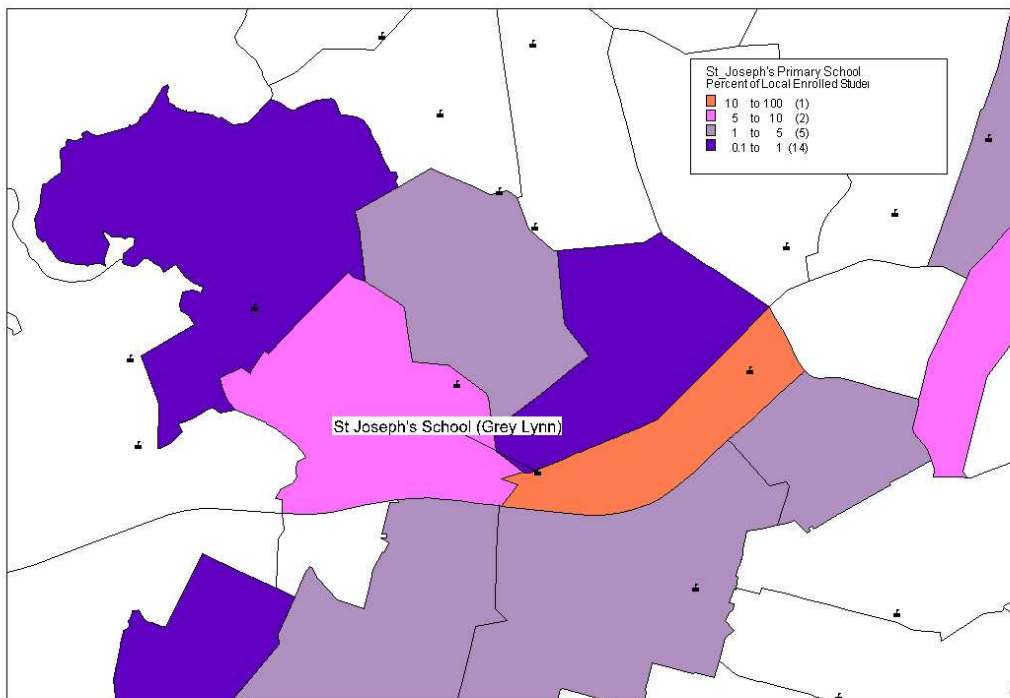 St_Joseph's Primary School
Percent of Local Enrolled Studer
10 to 100 (1)
5 to 10 (2)
1 to 5 (5)
0.1 to 1 (14)
St Joseph's School (Grey Lynn)